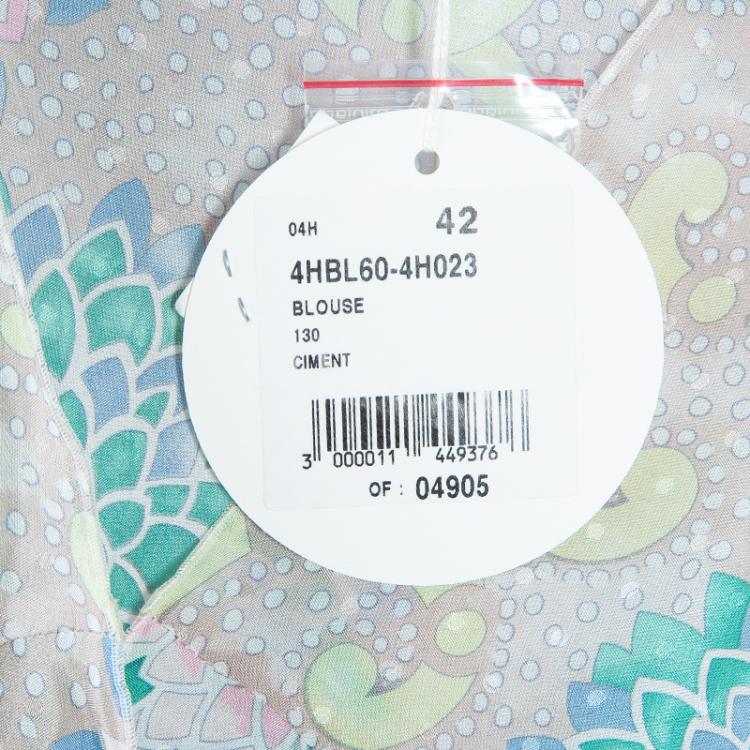 04H 42
4HBL60-4H023
BLOUSE
130
CIMENT
3 000011 449376
OF : 04905